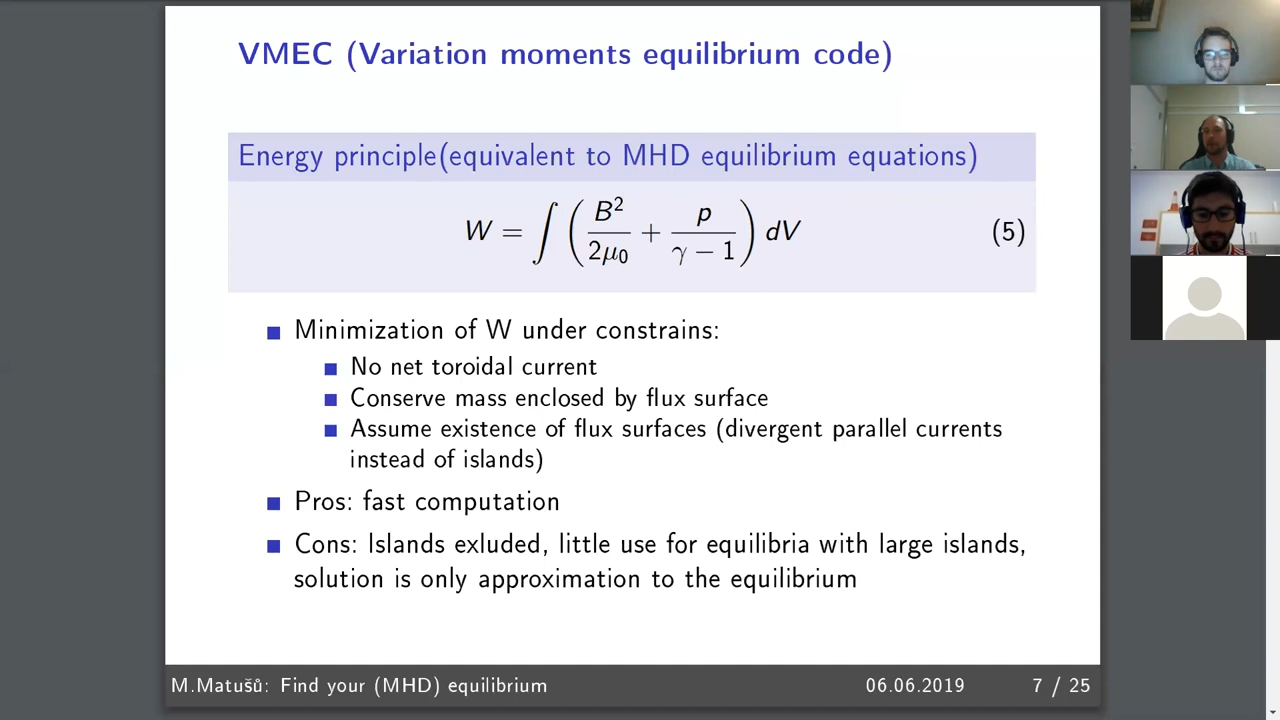 VMEC (Variation moments equilibrium code)
Energy principle(equivalent to MHD equilibrium equations)
W = ∫ ( B²/2μ₀ + p/γ − 1 ) dV (5)
Minimization of W under constrains:
No net toroidal current
Conserve mass enclosed by flux surface
Assume existence of flux surfaces (divergent parallel currents
instead of islands)
Pros: fast computation
Cons: Islands exluded, little use for equilibria with large islands,
solution is only approximation to the equilibrium
M.Matušů: Find your (MHD) equilibrium 06.06.2019 7 / 25